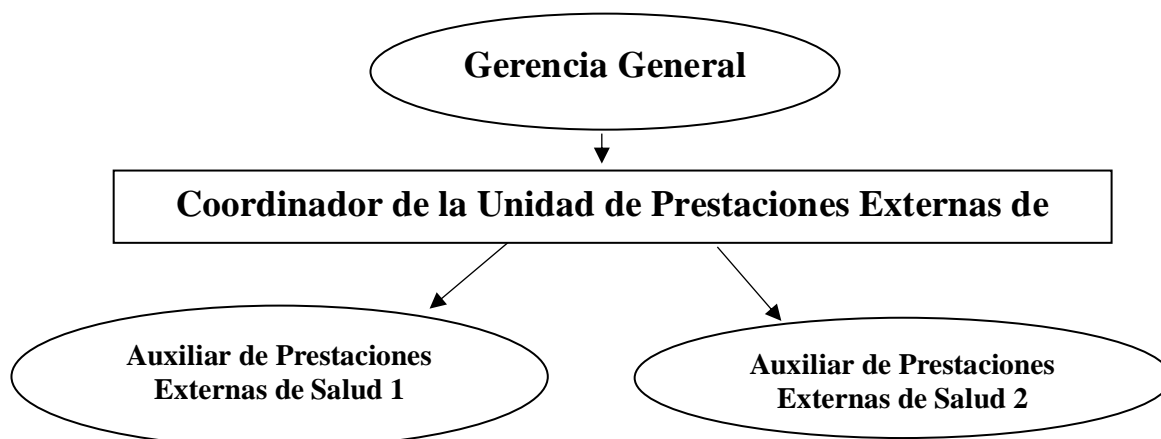 Gerencia General
Coordinador de la Unidad de Prestaciones Externas de
Auxiliar de Prestaciones
Externas de Salud 1
Auxiliar de Prestaciones
Externas de Salud 2